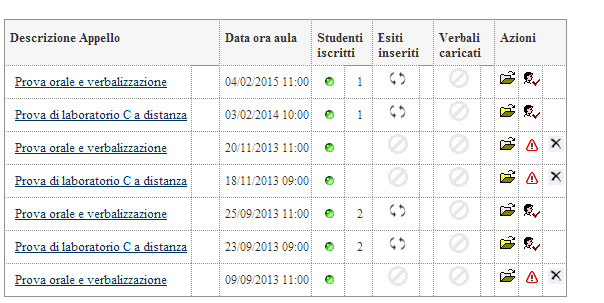 Descrizione Appello Data ora aula Studenti iscritti Esiti inseriti Verbali caricati Azioni
Prova orale e verbalizzazione 04/02/2015 11:00 1
Prova di laboratorio C a distanza 03/02/2014 10:00 1
Prova orale e verbalizzazione 20/11/2013 11:00
Prova di laboratorio C a distanza 18/11/2013 09:00
Prova orale e verbalizzazione 25/09/2013 11:00 2
Prova di laboratorio C a distanza 23/09/2013 09:00 2
Prova orale e verbalizzazione 09/09/2013 11:00